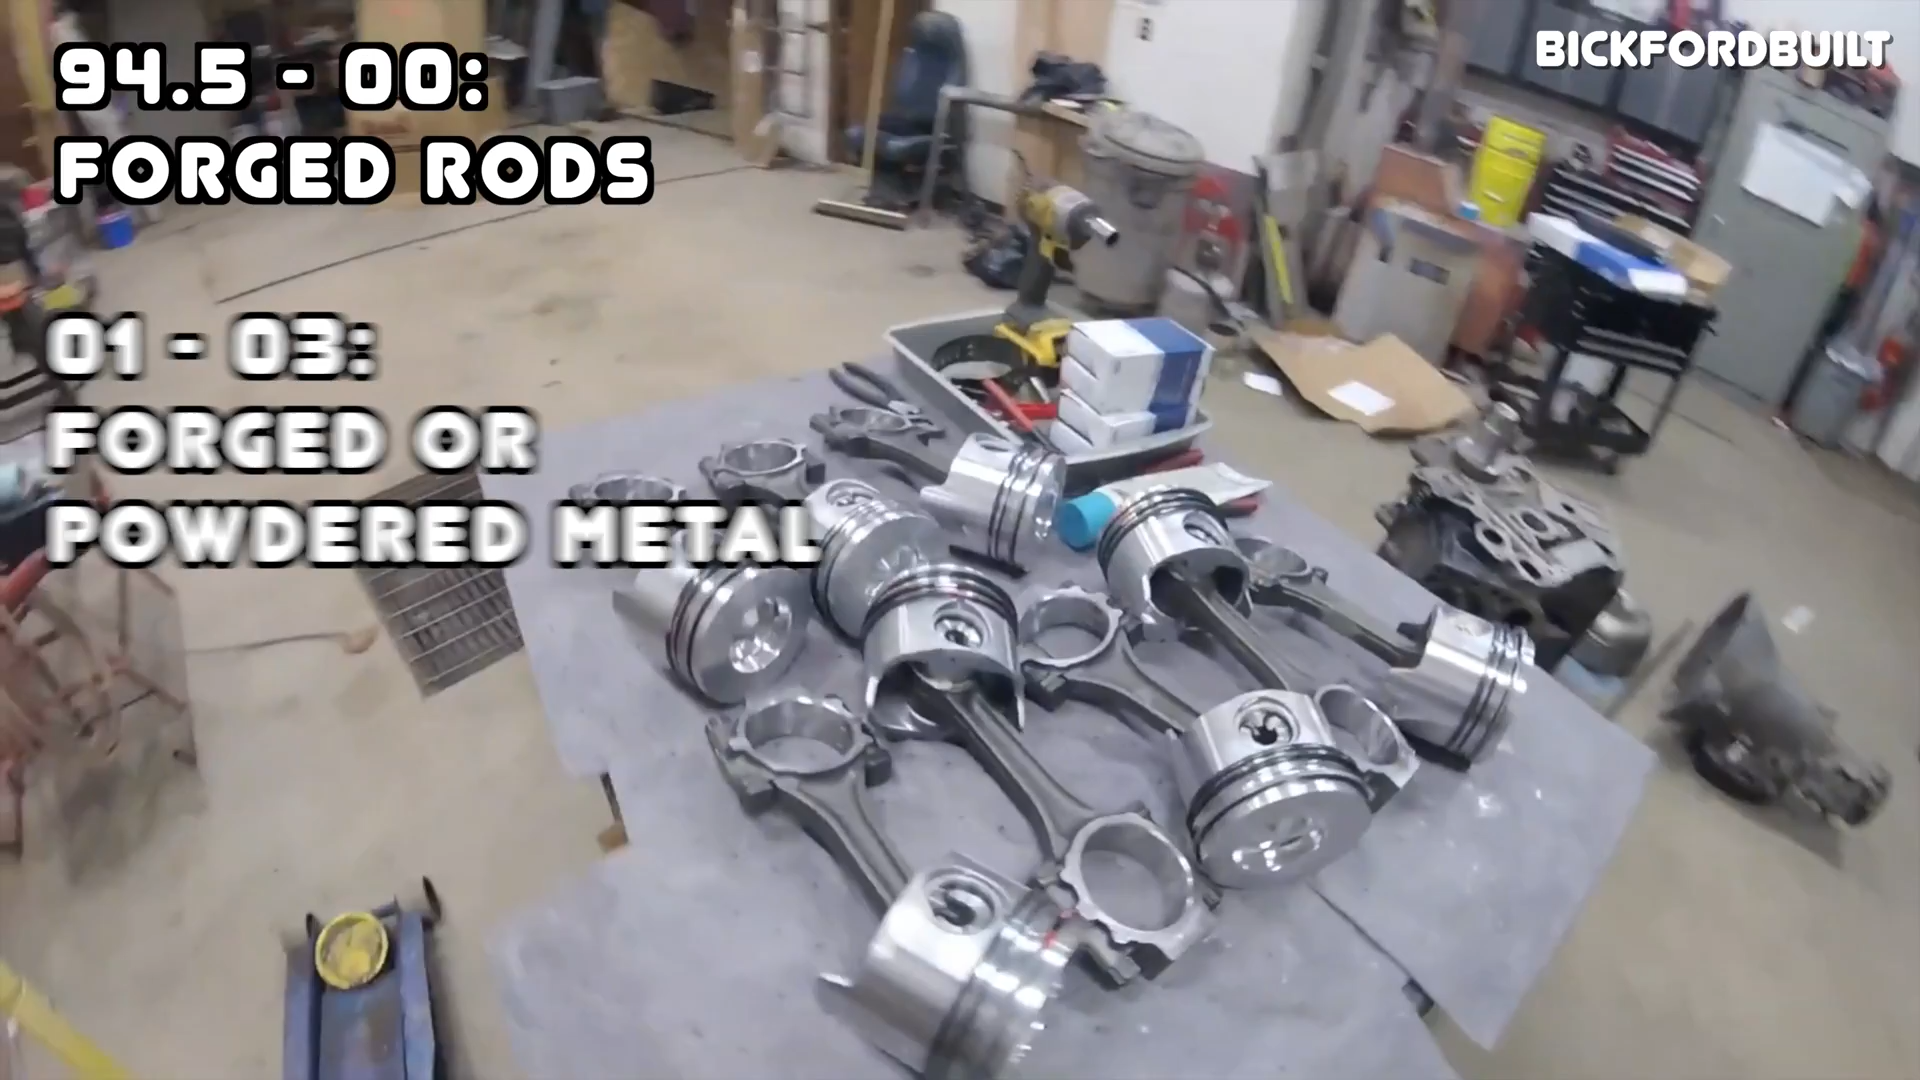 94.5 - 00:
FORGED RODS
01 - 03:
FORGED OR
POWDERED METAL
BICKFORDBUILT